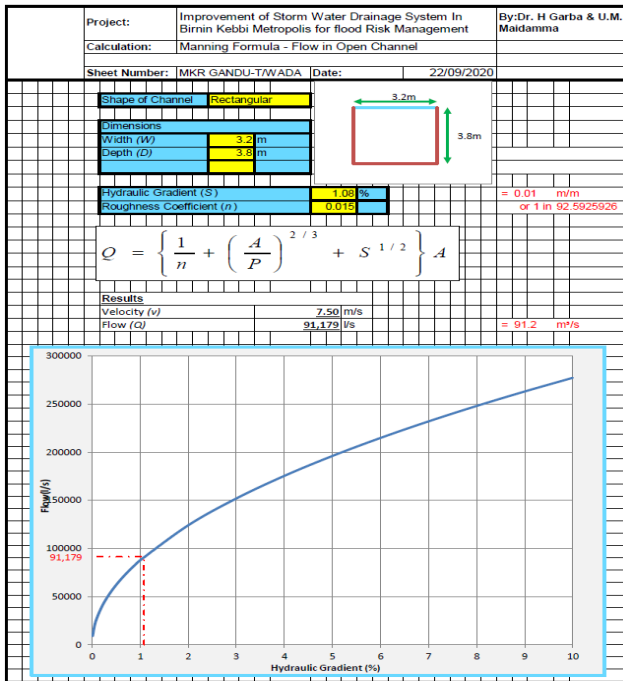 Project: Improvement of Storm Water Drainage System In By:Dr. H Garba & U.M.
Birnin Kebbi Metropolis for flood Risk Management Maidamma
Calculation: Manning Formula - Flow in Open Channel
Sheet Number: MKR GANDU-T/WADA Date: 22/09/2020
Shape of Channel Rectangular
3.2m
3.8m
Dimensions
Width (W) 3.2 m
Depth (D) 3.8 m
Hydraulic Gradient (S) 1.08 % = 0.01 m/m
Roughness Coefficient (n) 0.015 or 1 in 92.5925926
Q = { 1/n + (A/P)^2/3 + S^1/2 } A
Results
Velocity (v) 7.50 m/s
Flow (Q) 91,179 l/s = 91.2 m³/s
300000
250000
200000
150000
100000
91,179
50000
0
Flow(l/s)
0 1 2 3 4 5 6 7 8 9 10
Hydraulic Gradient (%)